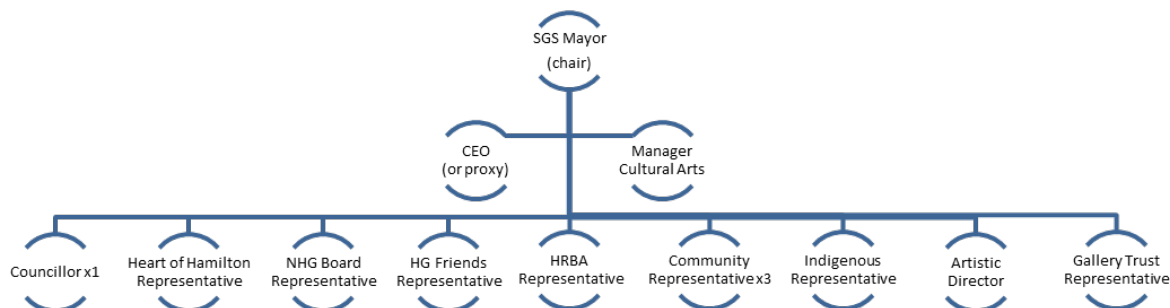 SGS Mayor
(chair)
CEO
(or proxy)
Manager
Cultural Arts
Councillor x1
Heart of Hamilton
Representative
NHG Board
Representative
HG Friends
Representative
HRBA
Representative
Community
Representative x3
Indigenous
Representative
Artistic
Director
Gallery Trust
Representative